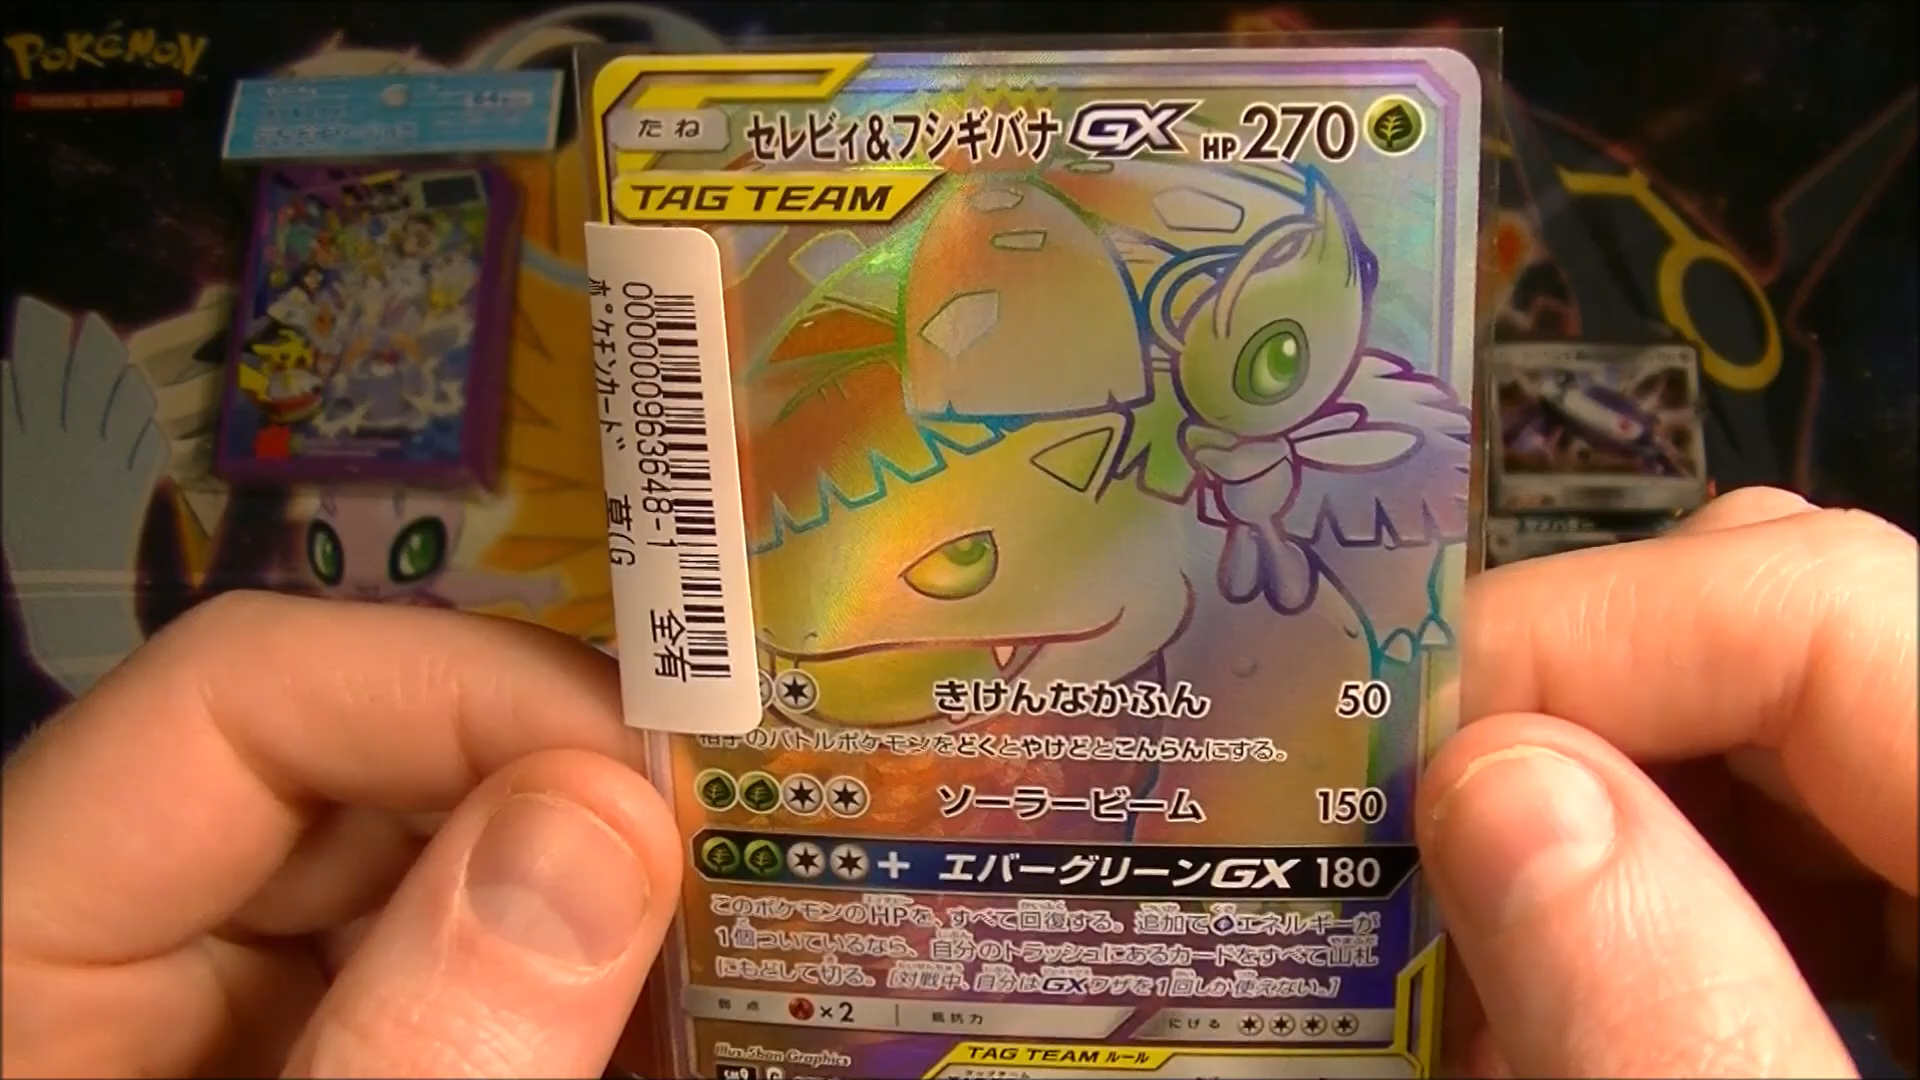 POKÉMON
たね
セレビィ&フシギバナGX HP270
TAG TEAM
0000009636648-1
ポケモンカード 草(G
全有
きけんなかふん 50
相手のバトルポケモンをどくとやけどとこんらんにする。
ソーラービーム 150
+ エバーグリーンGX 180
このポケモンのHPを、すべて回復する。追加でエネルギーが
1個ついているなら、自分のトラッシュにあるカードをすべて山札
にもどして切る。[対戦中、自分はGXワザを1回しか使えない。]
弱点 ×2 抵抗力 にげる
Illus. 5ban Graphics
TAG TEAM ルール